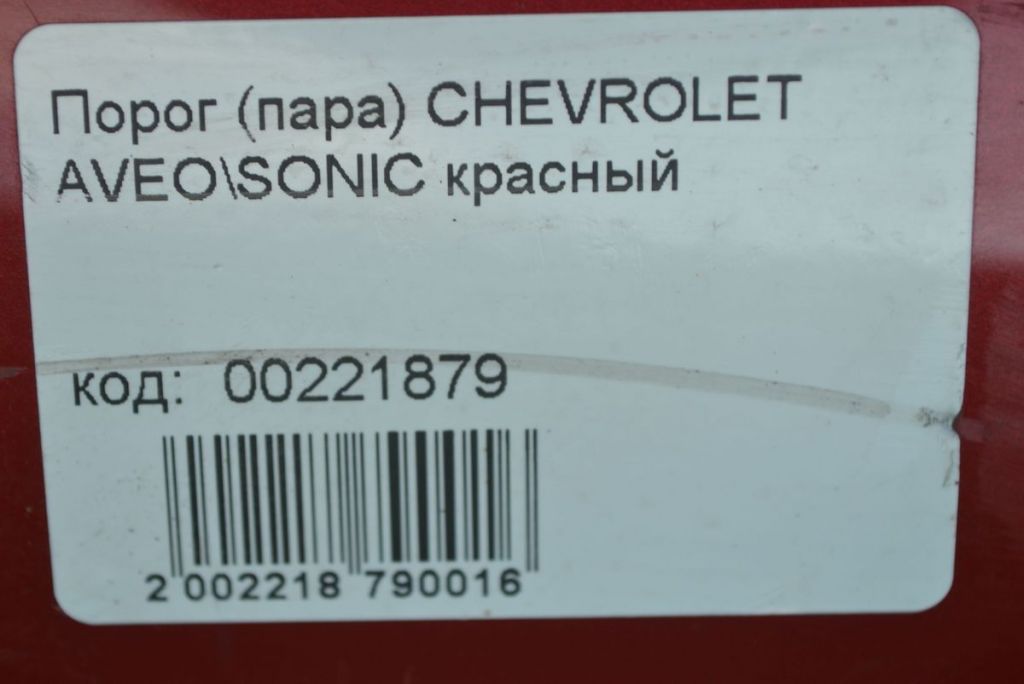 Порог (пара) CHEVROLET
AVEO\SONIC красный
код: 00221879
2 002218 790016